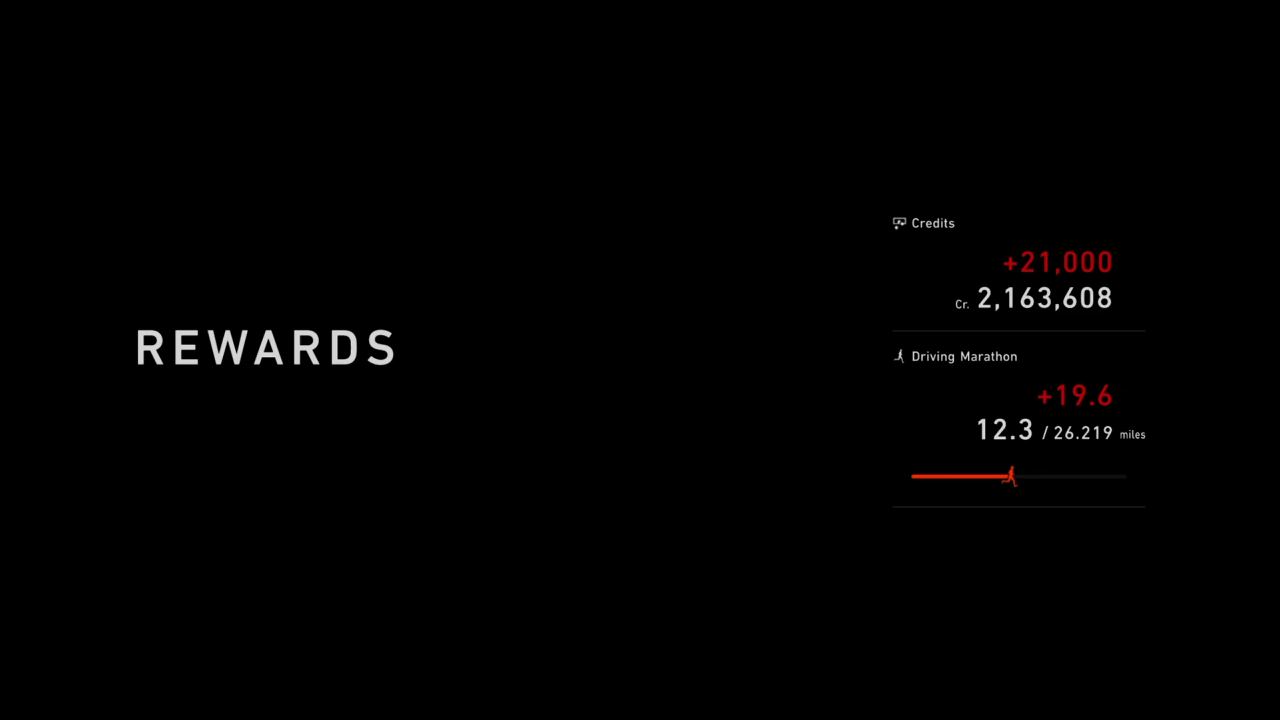 REWARDS
Credits
+21,000
Cr. 2,163,608
Driving Marathon
+19.6
12.3 / 26.219 miles